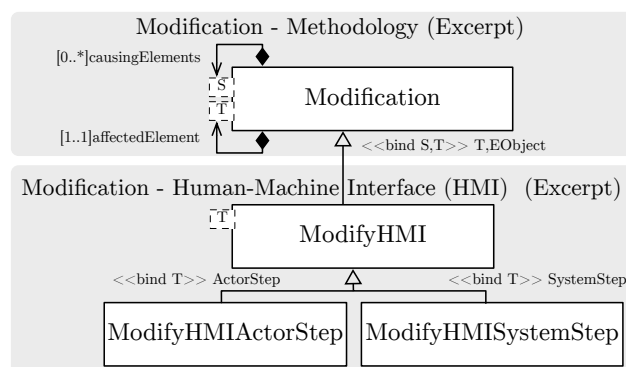 Modification - Methodology (Excerpt)
[0..*]causingElements
S
Modification
T
[1..1]affectedElement
<<bind S,T>> T,EObject
Modification - Human-Machine Interface (HMI) (Excerpt)
T
ModifyHMI
<<bind T>> ActorStep
<<bind T>> SystemStep
ModifyHMIActorStep
ModifyHMISystemStep